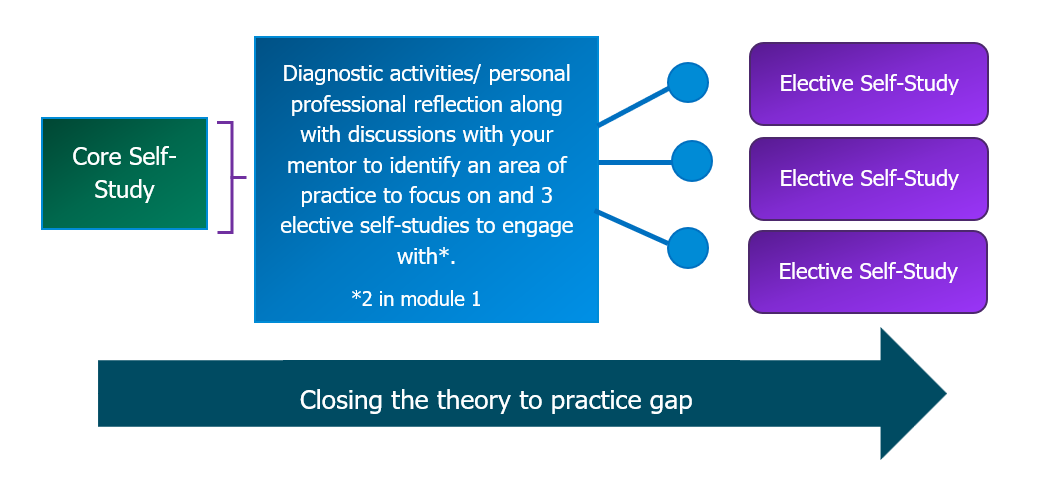 Core Self-
Study
Diagnostic activities/ personal
professional reflection along
with discussions with your
mentor to identify an area of
practice to focus on and 3
elective self-studies to engage
with*.
*2 in module 1
Elective Self-Study
Elective Self-Study
Elective Self-Study
Closing the theory to practice gap